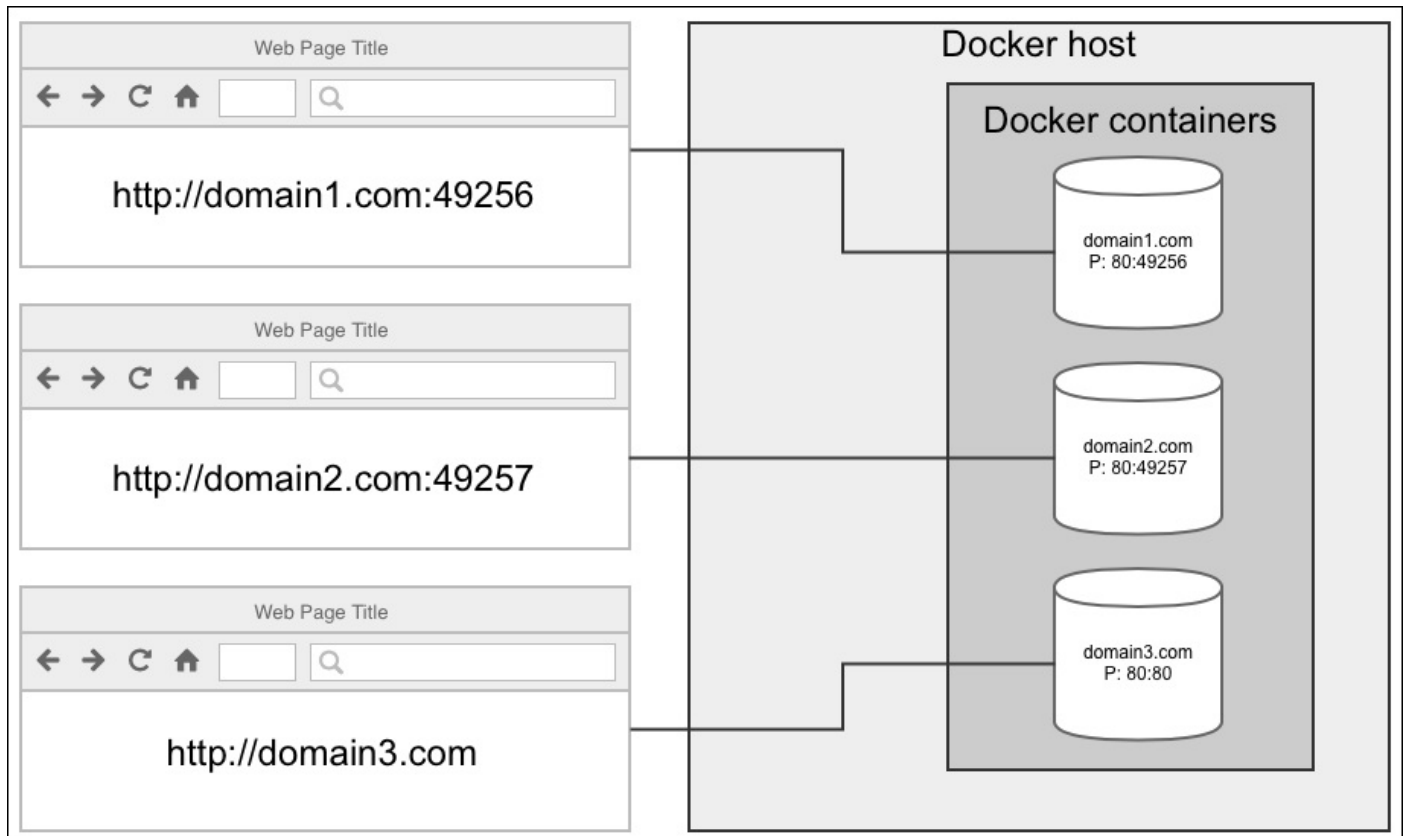 Web Page Title
http://domain1.com:49256
Web Page Title
http://domain2.com:49257
Web Page Title
http://domain3.com
Docker host
Docker containers
domain1.com
P: 80:49256
domain2.com
P: 80:49257
domain3.com
P: 80:80